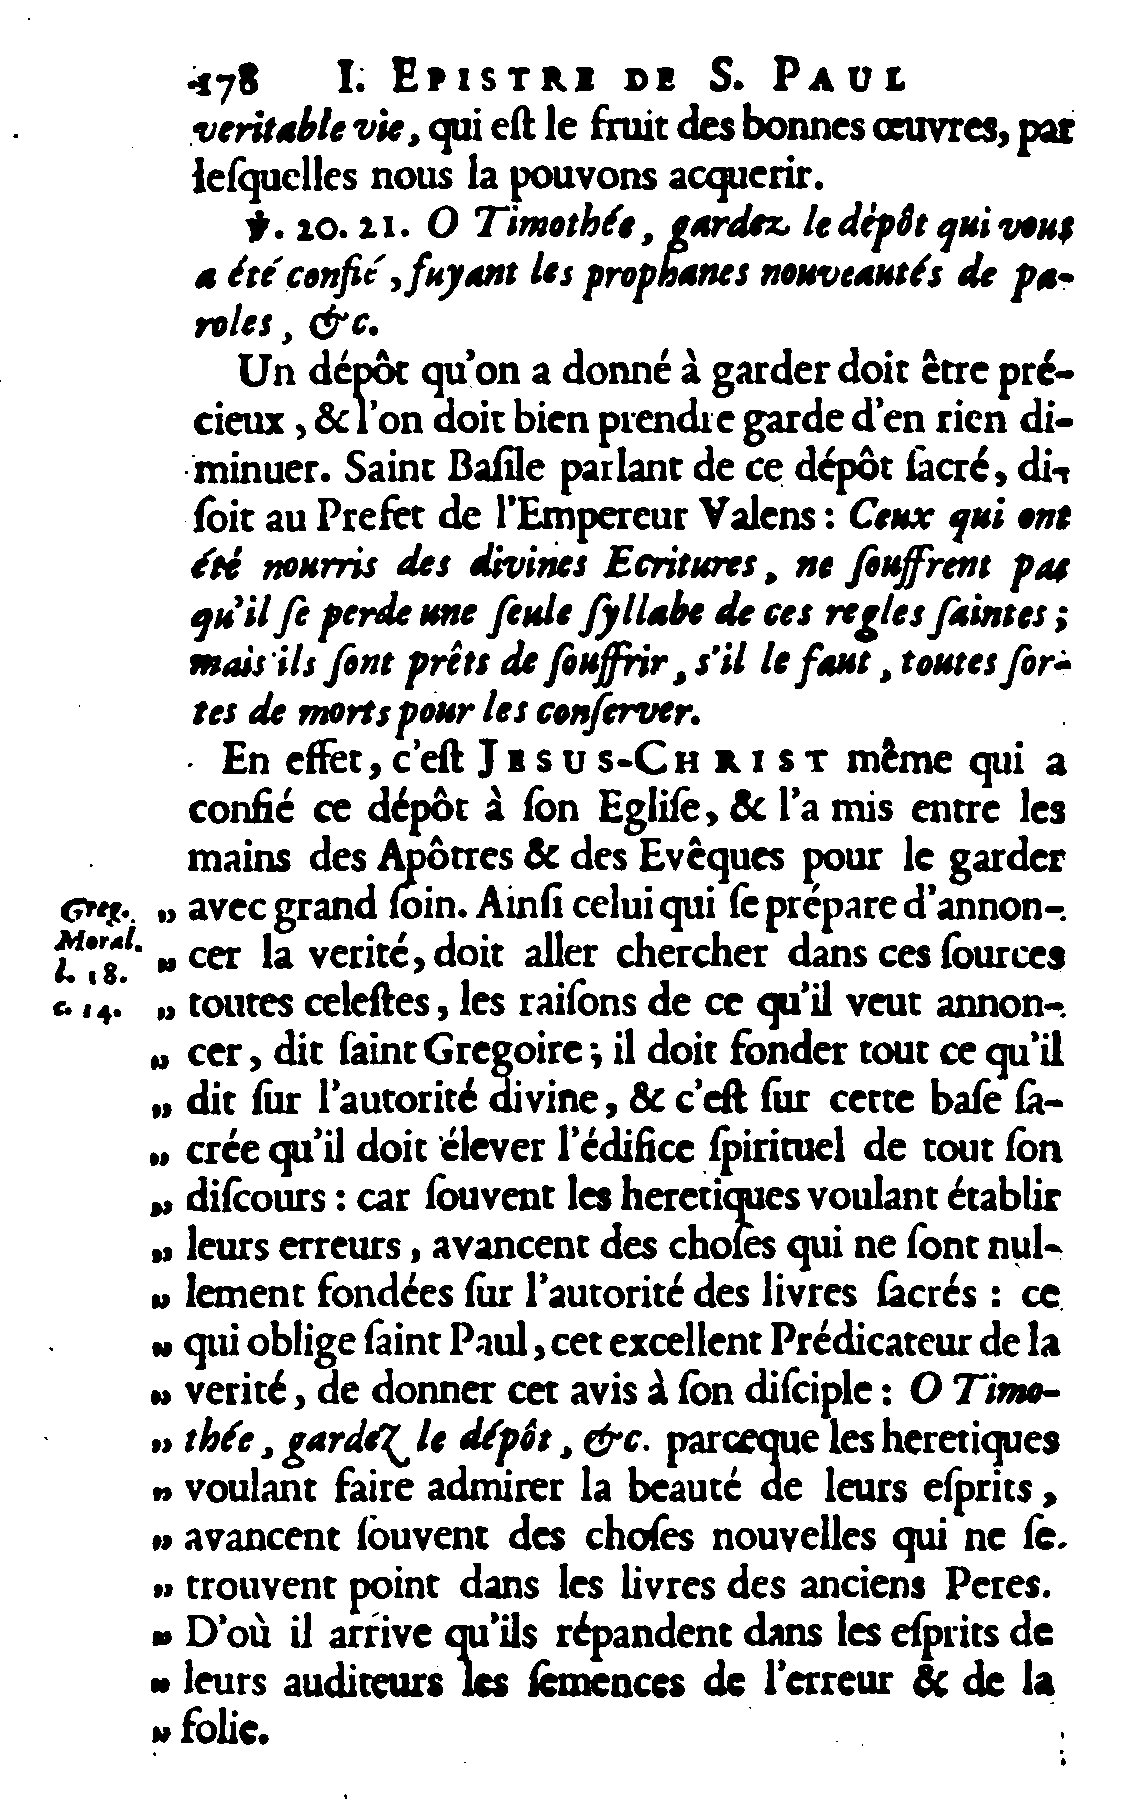 178 I. EPISTRE DE S. PAUL
veritable vie, qui eſt le fruit des bonnes œuvres, par
leſquelles nous la pouvons acquerir.
℣. 20. 21. O Timothée, gardez le dépôt qui vous
a été confié, fuyant les prophanes nouveautés de pa-
roles, &c.
Un dépôt qu'on a donné à garder doit être pré-
cieux, & l'on doit bien prendre garde d'en rien di-
minuer. Saint Baſile parlant de ce dépôt ſacré, di-
ſoit au Prefet de l'Empereur Valens : Ceux qui ont
été nourris des divines Ecritures, ne ſouffrent pas
qu'il ſe perde une ſeule ſyllabe de ces regles ſaintes ;
mais ils ſont prêts de ſouffrir, s'il le faut, toutes ſor-
tes de morts pour les conſerver.
En effet, c'eſt JESUS-CHRIST même qui a
confié ce dépôt à ſon Egliſe, & l'a mis entre les
mains des Apôtres & des Evêques pour le garder
Greg. „ avec grand ſoin. Ainſi celui qui ſe prépare d'annon-
Moral. „ cer la verité, doit aller chercher dans ces ſources
l. 18.
c. 14. „ toutes celeſtes, les raiſons de ce qu'il veut annon-
„ cer, dit ſaint Gregoire ; il doit fonder tout ce qu'il
„ dit ſur l'autorité divine, & c'eſt ſur cette baſe ſa-
„ crée qu'il doit élever l'édifice ſpirituel de tout ſon
„ diſcours : car ſouvent les heretiques voulant établir
„ leurs erreurs, avancent des choſes qui ne ſont nul-
„ lement fondées ſur l'autorité des livres ſacrés : ce
„ qui oblige ſaint Paul, cet excellent Prédicateur de la
„ verité, de donner cet avis à ſon diſciple : O Timo-
„ thée, gardez le dépôt, &c. parceque les heretiques
„ voulant faire admirer la beauté de leurs eſprits,
„ avancent ſouvent des choſes nouvelles qui ne ſe
„ trouvent point dans les livres des anciens Peres.
„ D'où il arrive qu'ils répandent dans les eſprits de
„ leurs auditeurs les ſemences de l'erreur & de la
„ folie.